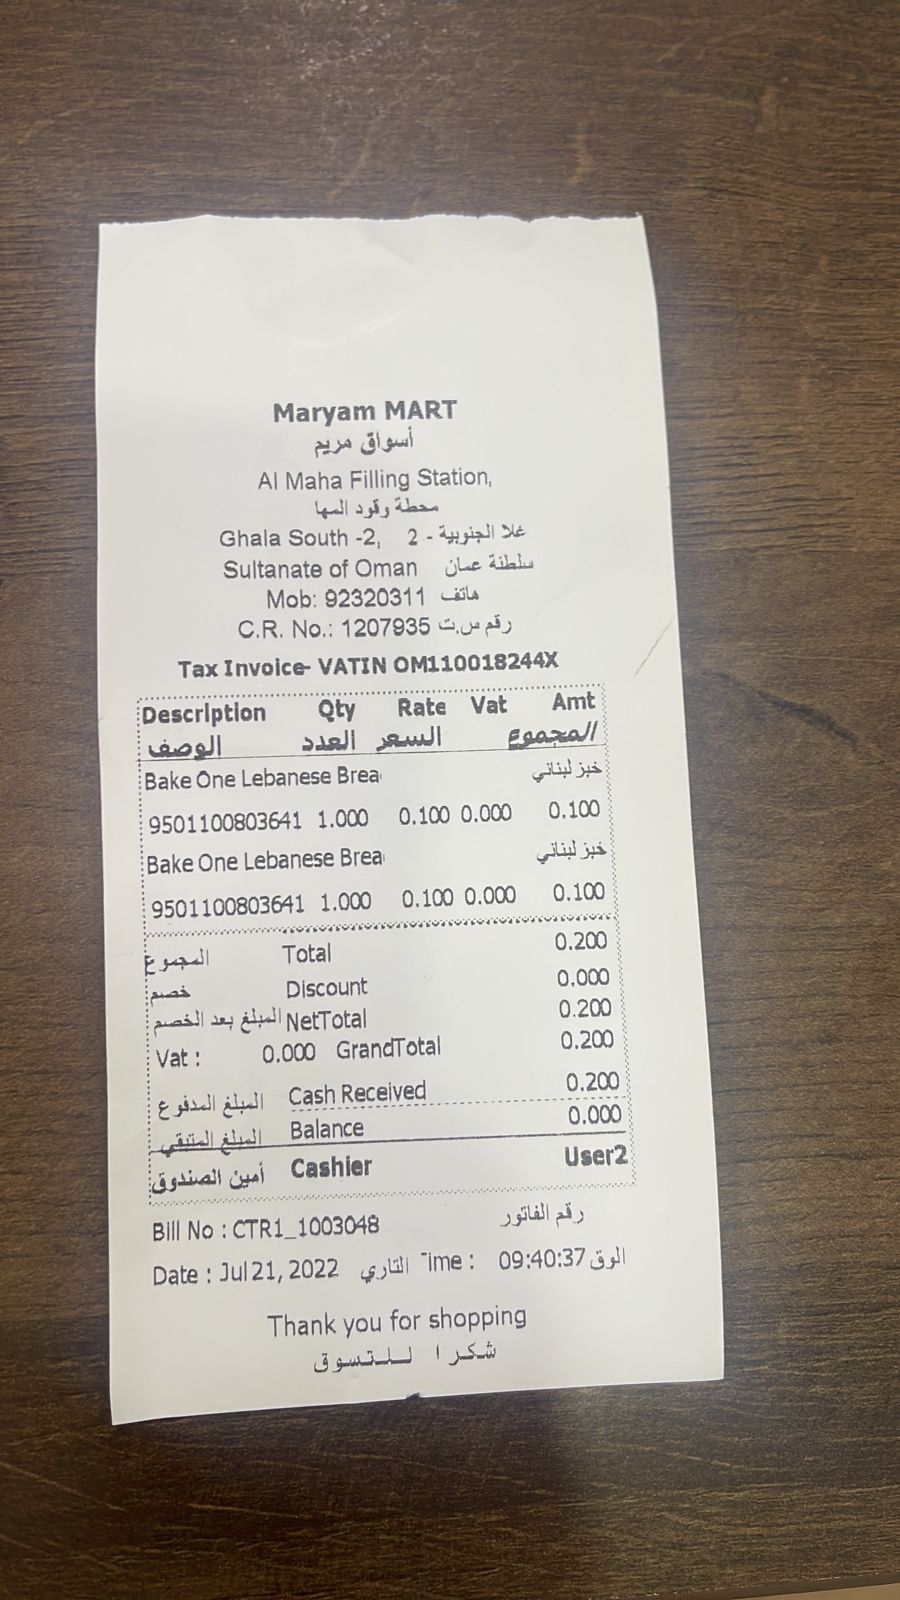 Maryam MART
أسواق مريم
Al Maha Filling Station,
محطة وقود المها
Ghala South -2, غلا الجنوبية - 2
Sultanate of Oman سلطنة عمان
Mob: 92320311 هاتف
C.R. No.: 1207935 رقم س.ت
Tax Invoice- VATIN OM110018244X
Description Qty Rate Vat Amt
الوصف العدد السعر المجموع
Bake One Lebanese Brea خبز لبناني
9501100803641 1.000 0.100 0.000 0.100
Bake One Lebanese Brea خبز لبناني
9501100803641 1.000 0.100 0.000 0.100
المجموع Total 0.200
خصم Discount 0.000
المبلغ بعد الخصم NetTotal 0.200
Vat : 0.000 GrandTotal 0.200
المبلغ المدفوع Cash Received 0.200
المبلغ المتبقي Balance 0.000
أمين الصندوق Cashier User2
Bill No : CTR1_1003048 رقم الفاتور
Date : Jul 21, 2022 التاري ime : 09:40:37 الوق
Thank you for shopping
شكرا للتسوق